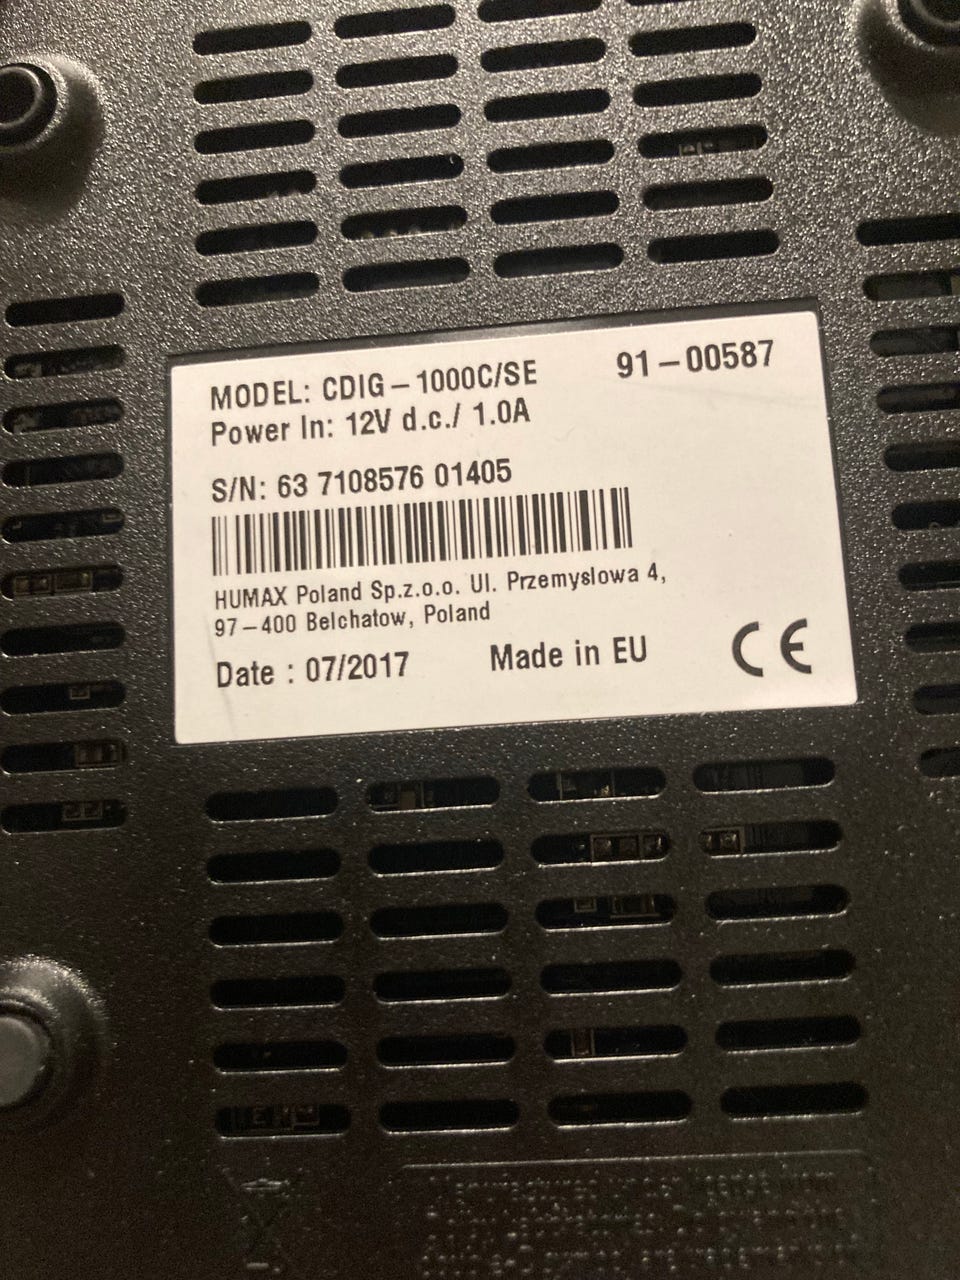 MODEL: CDIG-1000C/SE 91-00587
Power In: 12V d.c./ 1.0A
S/N: 63 7108576 01405
HUMAX Poland Sp.z.o.o. Ul. Przemyslowa 4,
97-400 Belchatow, Poland
Date : 07/2017 Made in EU CE